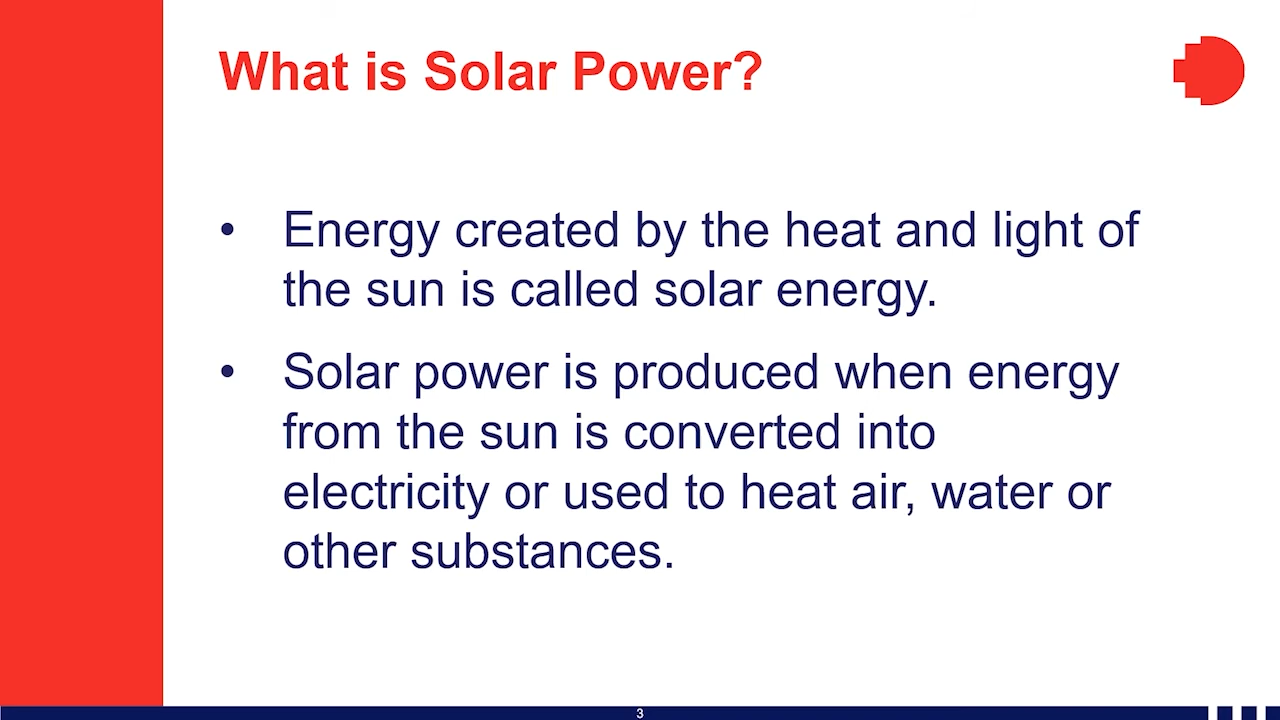 What is Solar Power?
• Energy created by the heat and light of
the sun is called solar energy.
• Solar power is produced when energy
from the sun is converted into
electricity or used to heat air, water or
other substances.
3